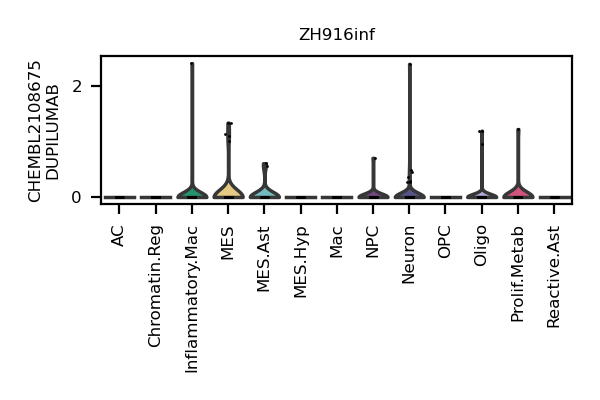 ZH916inf
CHEMBL2108675
DUPILUMAB
2
0
AC
Chromatin.Reg
Inflammatory.Mac
MES
MES.Ast
MES.Hyp
Mac
NPC
Neuron
OPC
Oligo
Prolif.Metab
Reactive.Ast